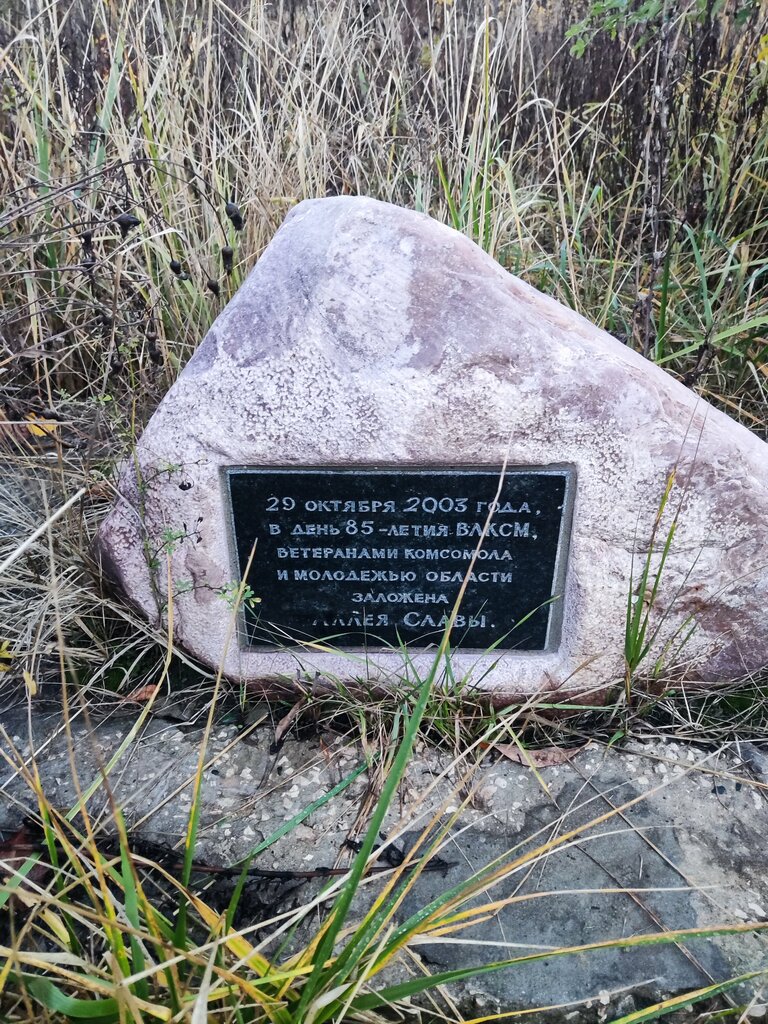 29 октября 2003 года,
в день 85-летия ВЛКСМ,
ветеранами комсомола
и молодежью области
заложена
Аллея Славы.